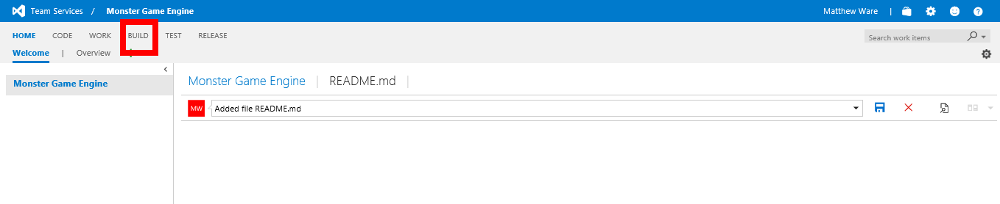 Team Services / Monster Game Engine Matthew Ware |
HOME CODE WORK BUILD TEST RELEASE Search work items
Welcome | Overview
Monster Game Engine
Monster Game Engine | README.md |
MW Added file README.md